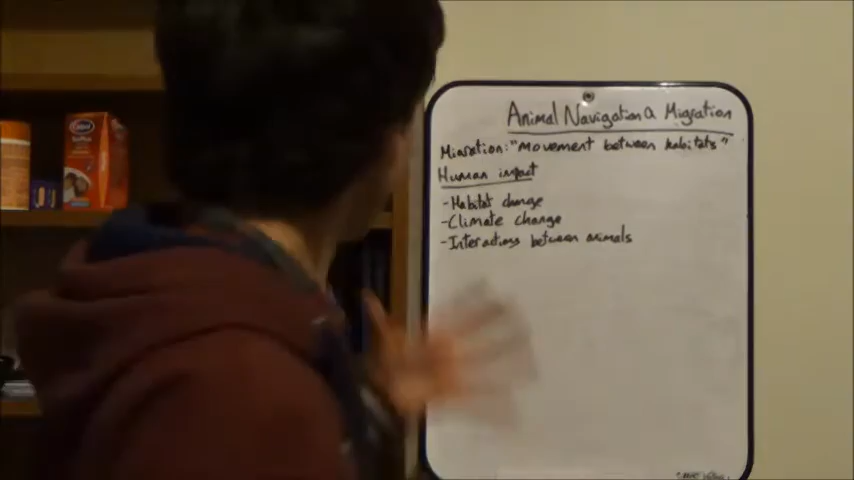 Animal Navigation & Migration
Migration: "movement between habitats"
Human impact
- Habitat change
- Climate change
- Interactions between animals